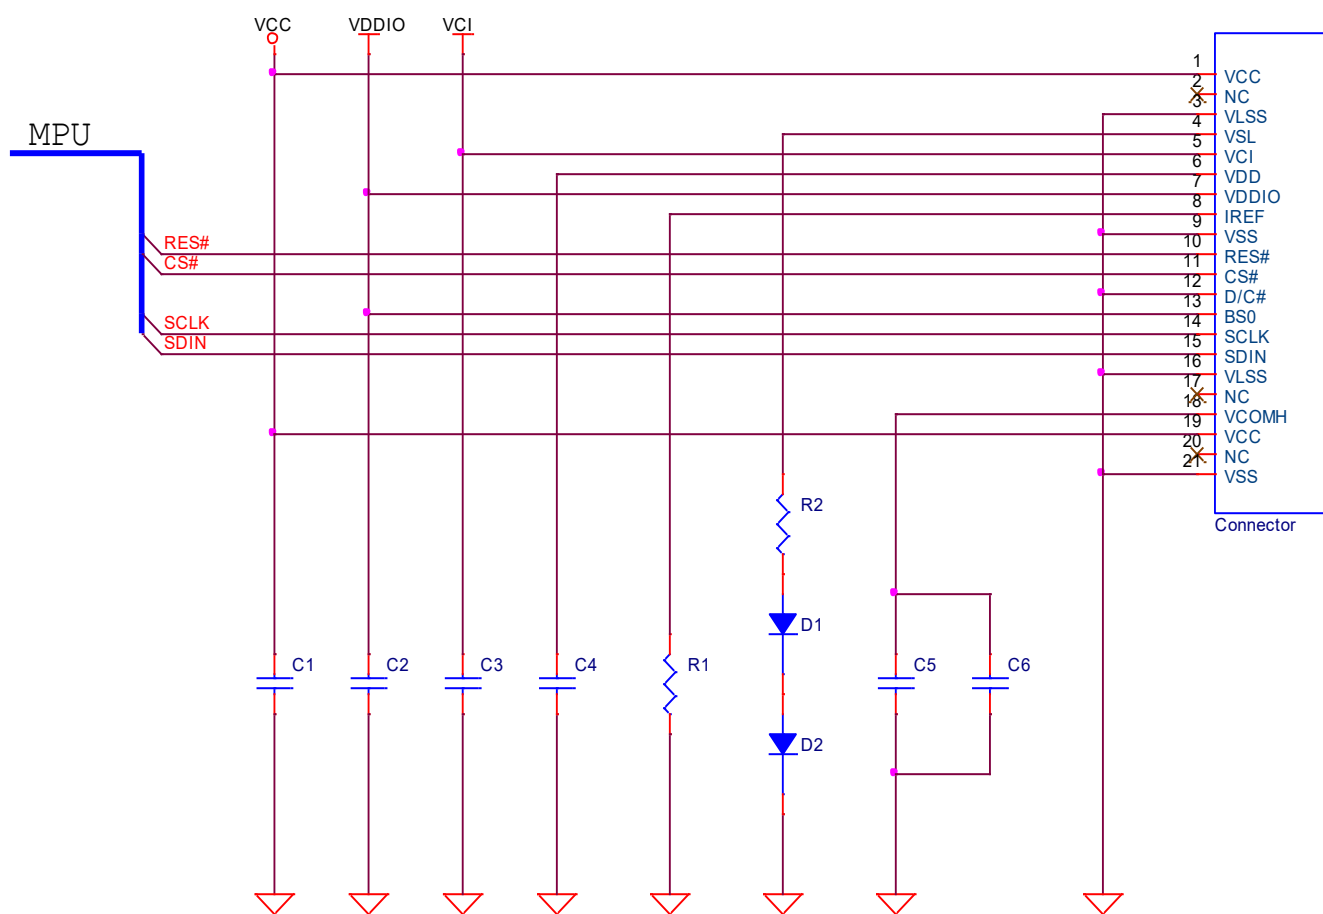 VCC VDDIO VCI
MPU
RES#
CS#
SCLK
SDIN
1 VCC
2 NC
3 VLSS
4 VSL
5 VCI
6 VDD
7 VDDIO
8 IREF
9 VSS
10 RES#
11 CS#
12 D/C#
13 BS0
14 SCLK
15 SDIN
16 VLSS
17 NC
18 VCOMH
19 VCC
20 NC
21 VSS
Connector
R2
D1
C1 C2 C3 C4 R1 C5 C6
D2